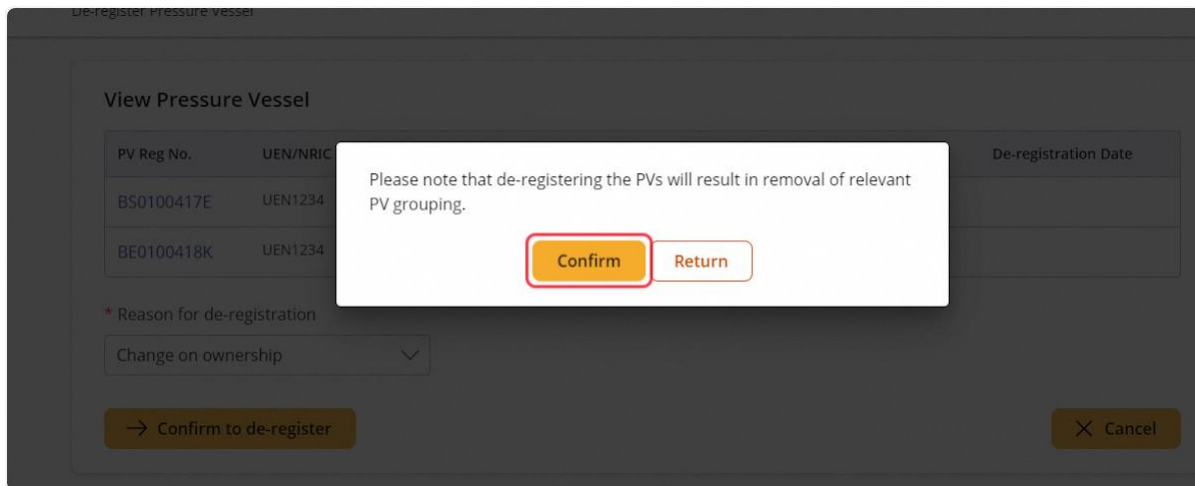 De-register Pressure Vessel
View Pressure Vessel
PV Reg No. UEN/NRIC De-registration Date
Please note that de-registering the PVs will result in removal of relevant
PV grouping.
BS0100417E UEN1234
BE0100418K UEN1234
Confirm Return
* Reason for de-registration
Change on ownership
→ Confirm to de-register X Cancel